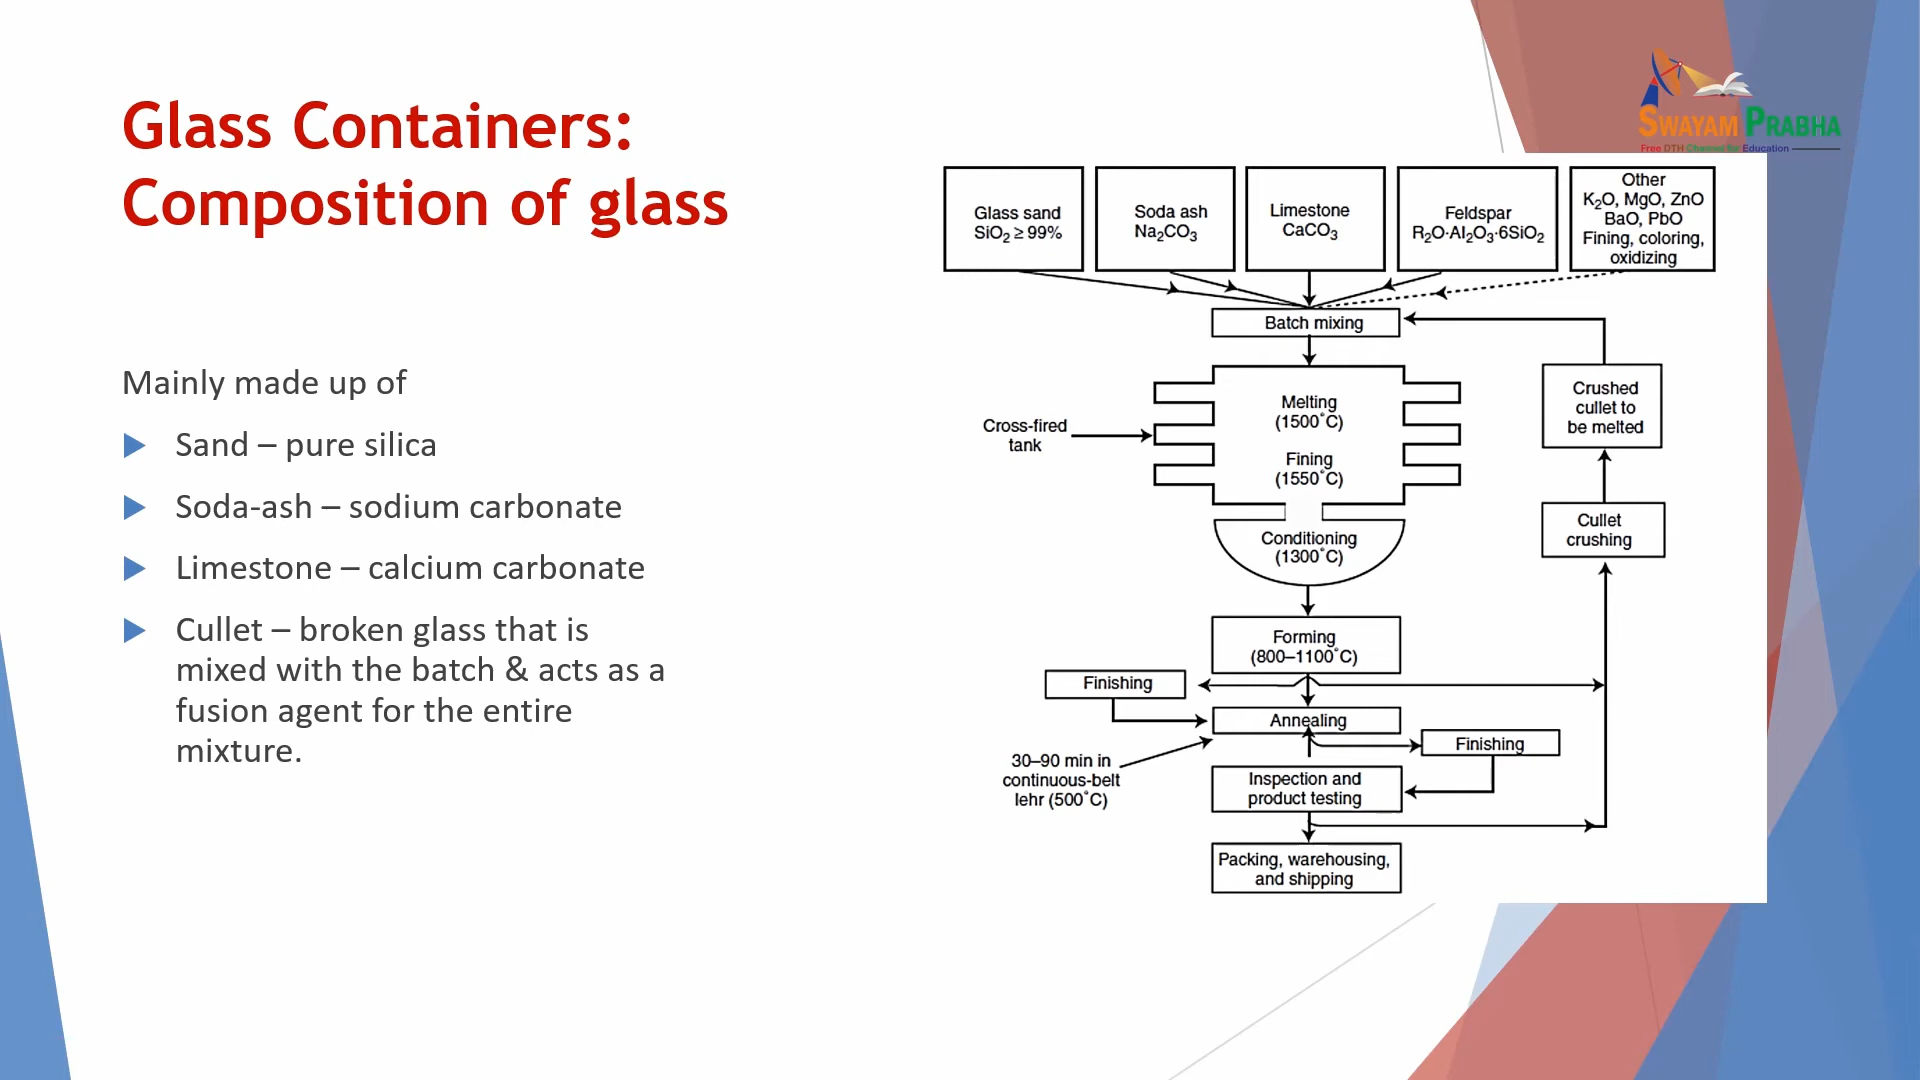 Glass Containers:
Composition of glass
Mainly made up of
Sand – pure silica
Soda-ash – sodium carbonate
Limestone – calcium carbonate
Cullet – broken glass that is
mixed with the batch & acts as a
fusion agent for the entire
mixture.
SWAYAM PRABHA
Free DTH Channel for Education
Glass sand
SiO₂ ≥ 99%
Soda ash
Na₂CO₃
Limestone
CaCO₃
Feldspar
R₂O·Al₂O₃·6SiO₂
Other
K₂O, MgO, ZnO
BaO, PbO
Fining, coloring,
oxidizing
Batch mixing
Cross-fired
tank
Melting
(1500˚C)
Fining
(1550˚C)
Conditioning
(1300˚C)
Crushed
cullet to
be melted
Cullet
crushing
Forming
(800–1100˚C)
Finishing
Annealing
Finishing
30–90 min in
continuous-belt
lehr (500˚C)
Inspection and
product testing
Packing, warehousing,
and shipping